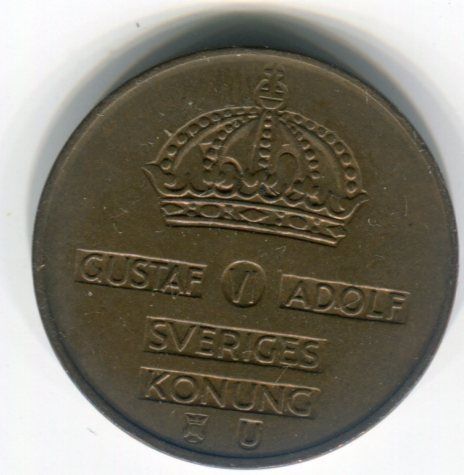 GUSTAF VI ADOLF
SVERIGES
KONUNG
U